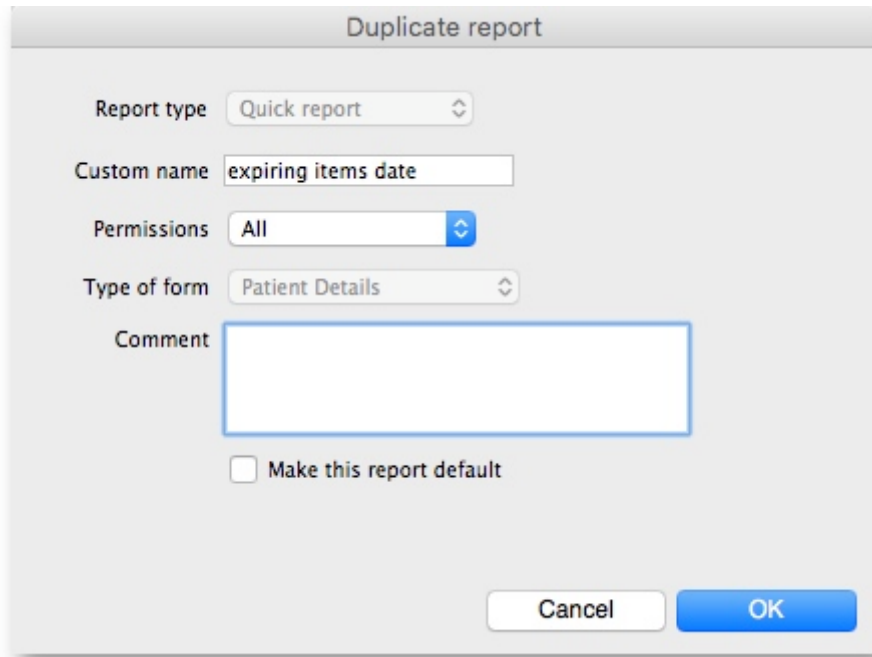 Duplicate report
Report type Quick report
Custom name expiring items date
Permissions All
Type of form Patient Details
Comment
Make this report default
Cancel OK